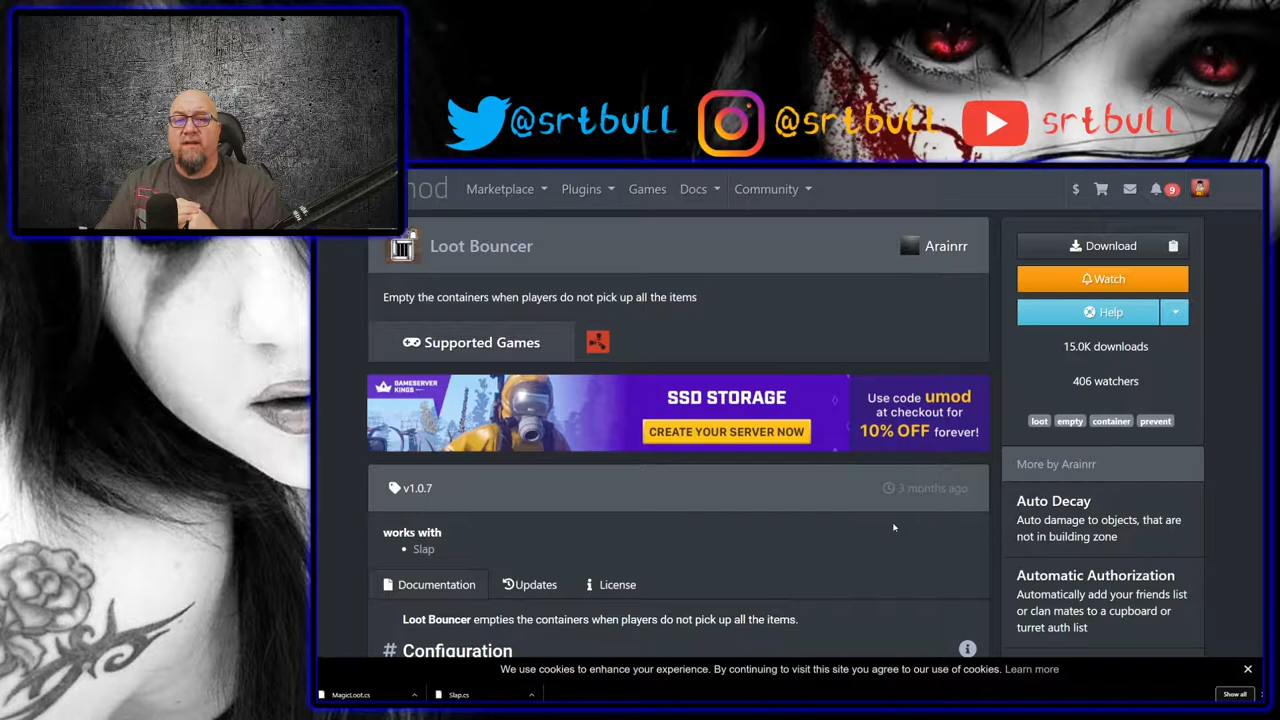 @srtbull @srtbull srtbull
mod Marketplace Plugins Games Docs Community $ 9
Loot Bouncer Arainrr
Empty the containers when players do not pick up all the items
Supported Games
GAMESERVER KINGS
SSD STORAGE
CREATE YOUR SERVER NOW
Use code umod
at checkout for
10% OFF forever!
v1.0.7 3 months ago
works with
• Slap
Documentation Updates License
Loot Bouncer empties the containers when players do not pick up all the items.
# Configuration
Download
Watch
Help
15.0K downloads
406 watchers
loot empty container prevent
More by Arainrr
Auto Decay
Auto damage to objects, that are
not in building zone
Automatic Authorization
Automatically add your friends list
or clan mates to a cupboard or
turret auth list
We use cookies to enhance your experience. By continuing to visit this site you agree to our use of cookies. Learn more
MagicLoot.cs Slap.cs Show all